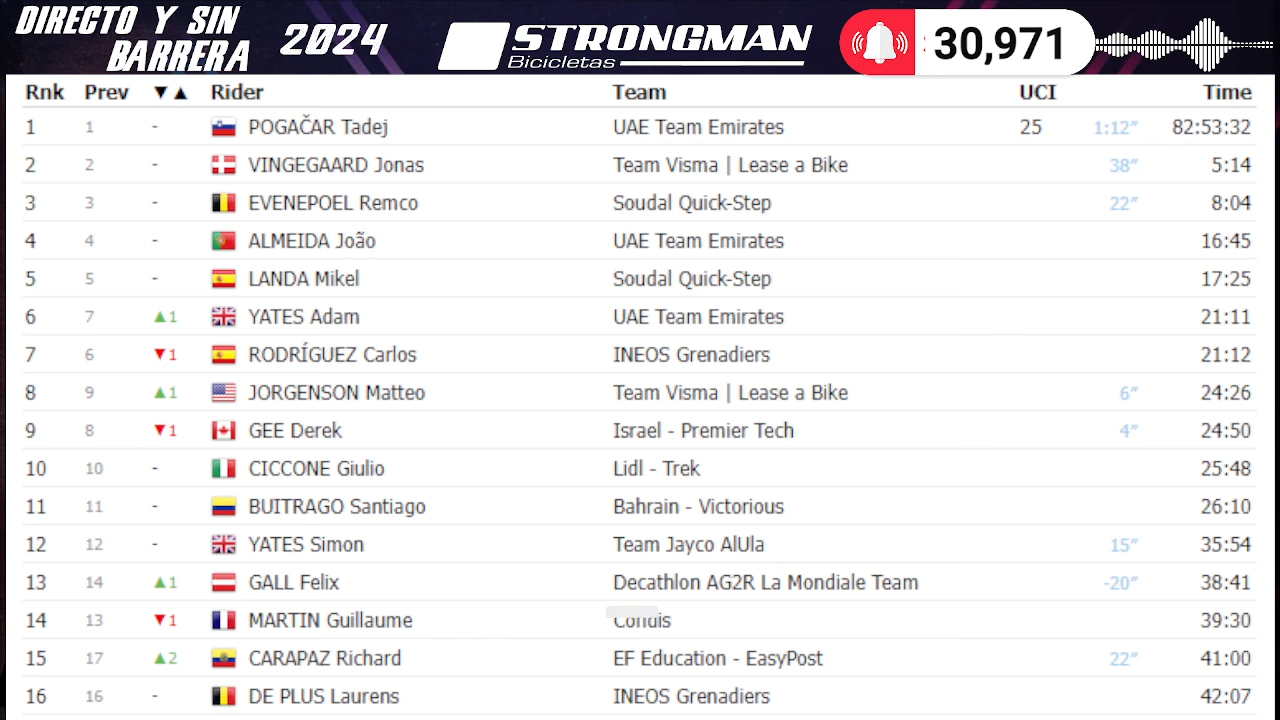 DIRECTO Y SIN BARRERA 2024 STRONGMAN Bicicletas 30,971
Rnk Prev ▼▲ Rider Team UCI Time
1 1 - POGAČAR Tadej UAE Team Emirates 25 1:12″ 82:53:32
2 2 - VINGEGAARD Jonas Team Visma | Lease a Bike 38″ 5:14
3 3 - EVENEPOEL Remco Soudal Quick-Step 22″ 8:04
4 4 - ALMEIDA João UAE Team Emirates 16:45
5 5 - LANDA Mikel Soudal Quick-Step 17:25
6 7 ▲1 YATES Adam UAE Team Emirates 21:11
7 6 ▼1 RODRÍGUEZ Carlos INEOS Grenadiers 21:12
8 9 ▲1 JORGENSON Matteo Team Visma | Lease a Bike 6″ 24:26
9 8 ▼1 GEE Derek Israel - Premier Tech 4″ 24:50
10 10 - CICCONE Giulio Lidl - Trek 25:48
11 11 - BUITRAGO Santiago Bahrain - Victorious 26:10
12 12 - YATES Simon Team Jayco AlUla 15″ 35:54
13 14 ▲1 GALL Felix Decathlon AG2R La Mondiale Team -20″ 38:41
14 13 ▼1 MARTIN Guillaume Cofidis 39:30
15 17 ▲2 CARAPAZ Richard EF Education - EasyPost 22″ 41:00
16 16 - DE PLUS Laurens INEOS Grenadiers 42:07